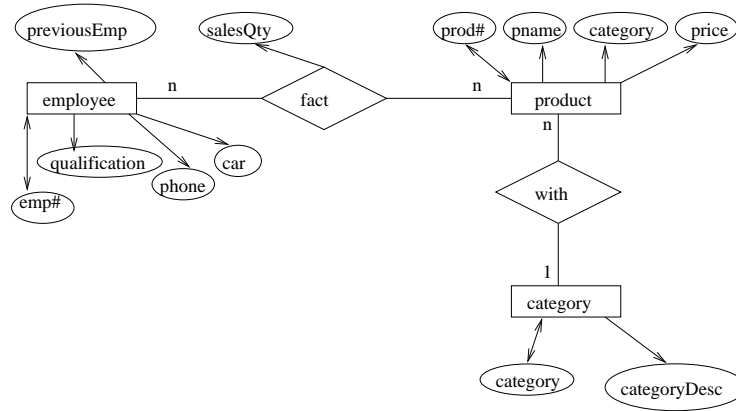 previousEmp
salesQty
prod#
pname
category
price
employee
n
fact
n
product
n
qualification
car
phone
emp#
with
1
category
category
categoryDesc